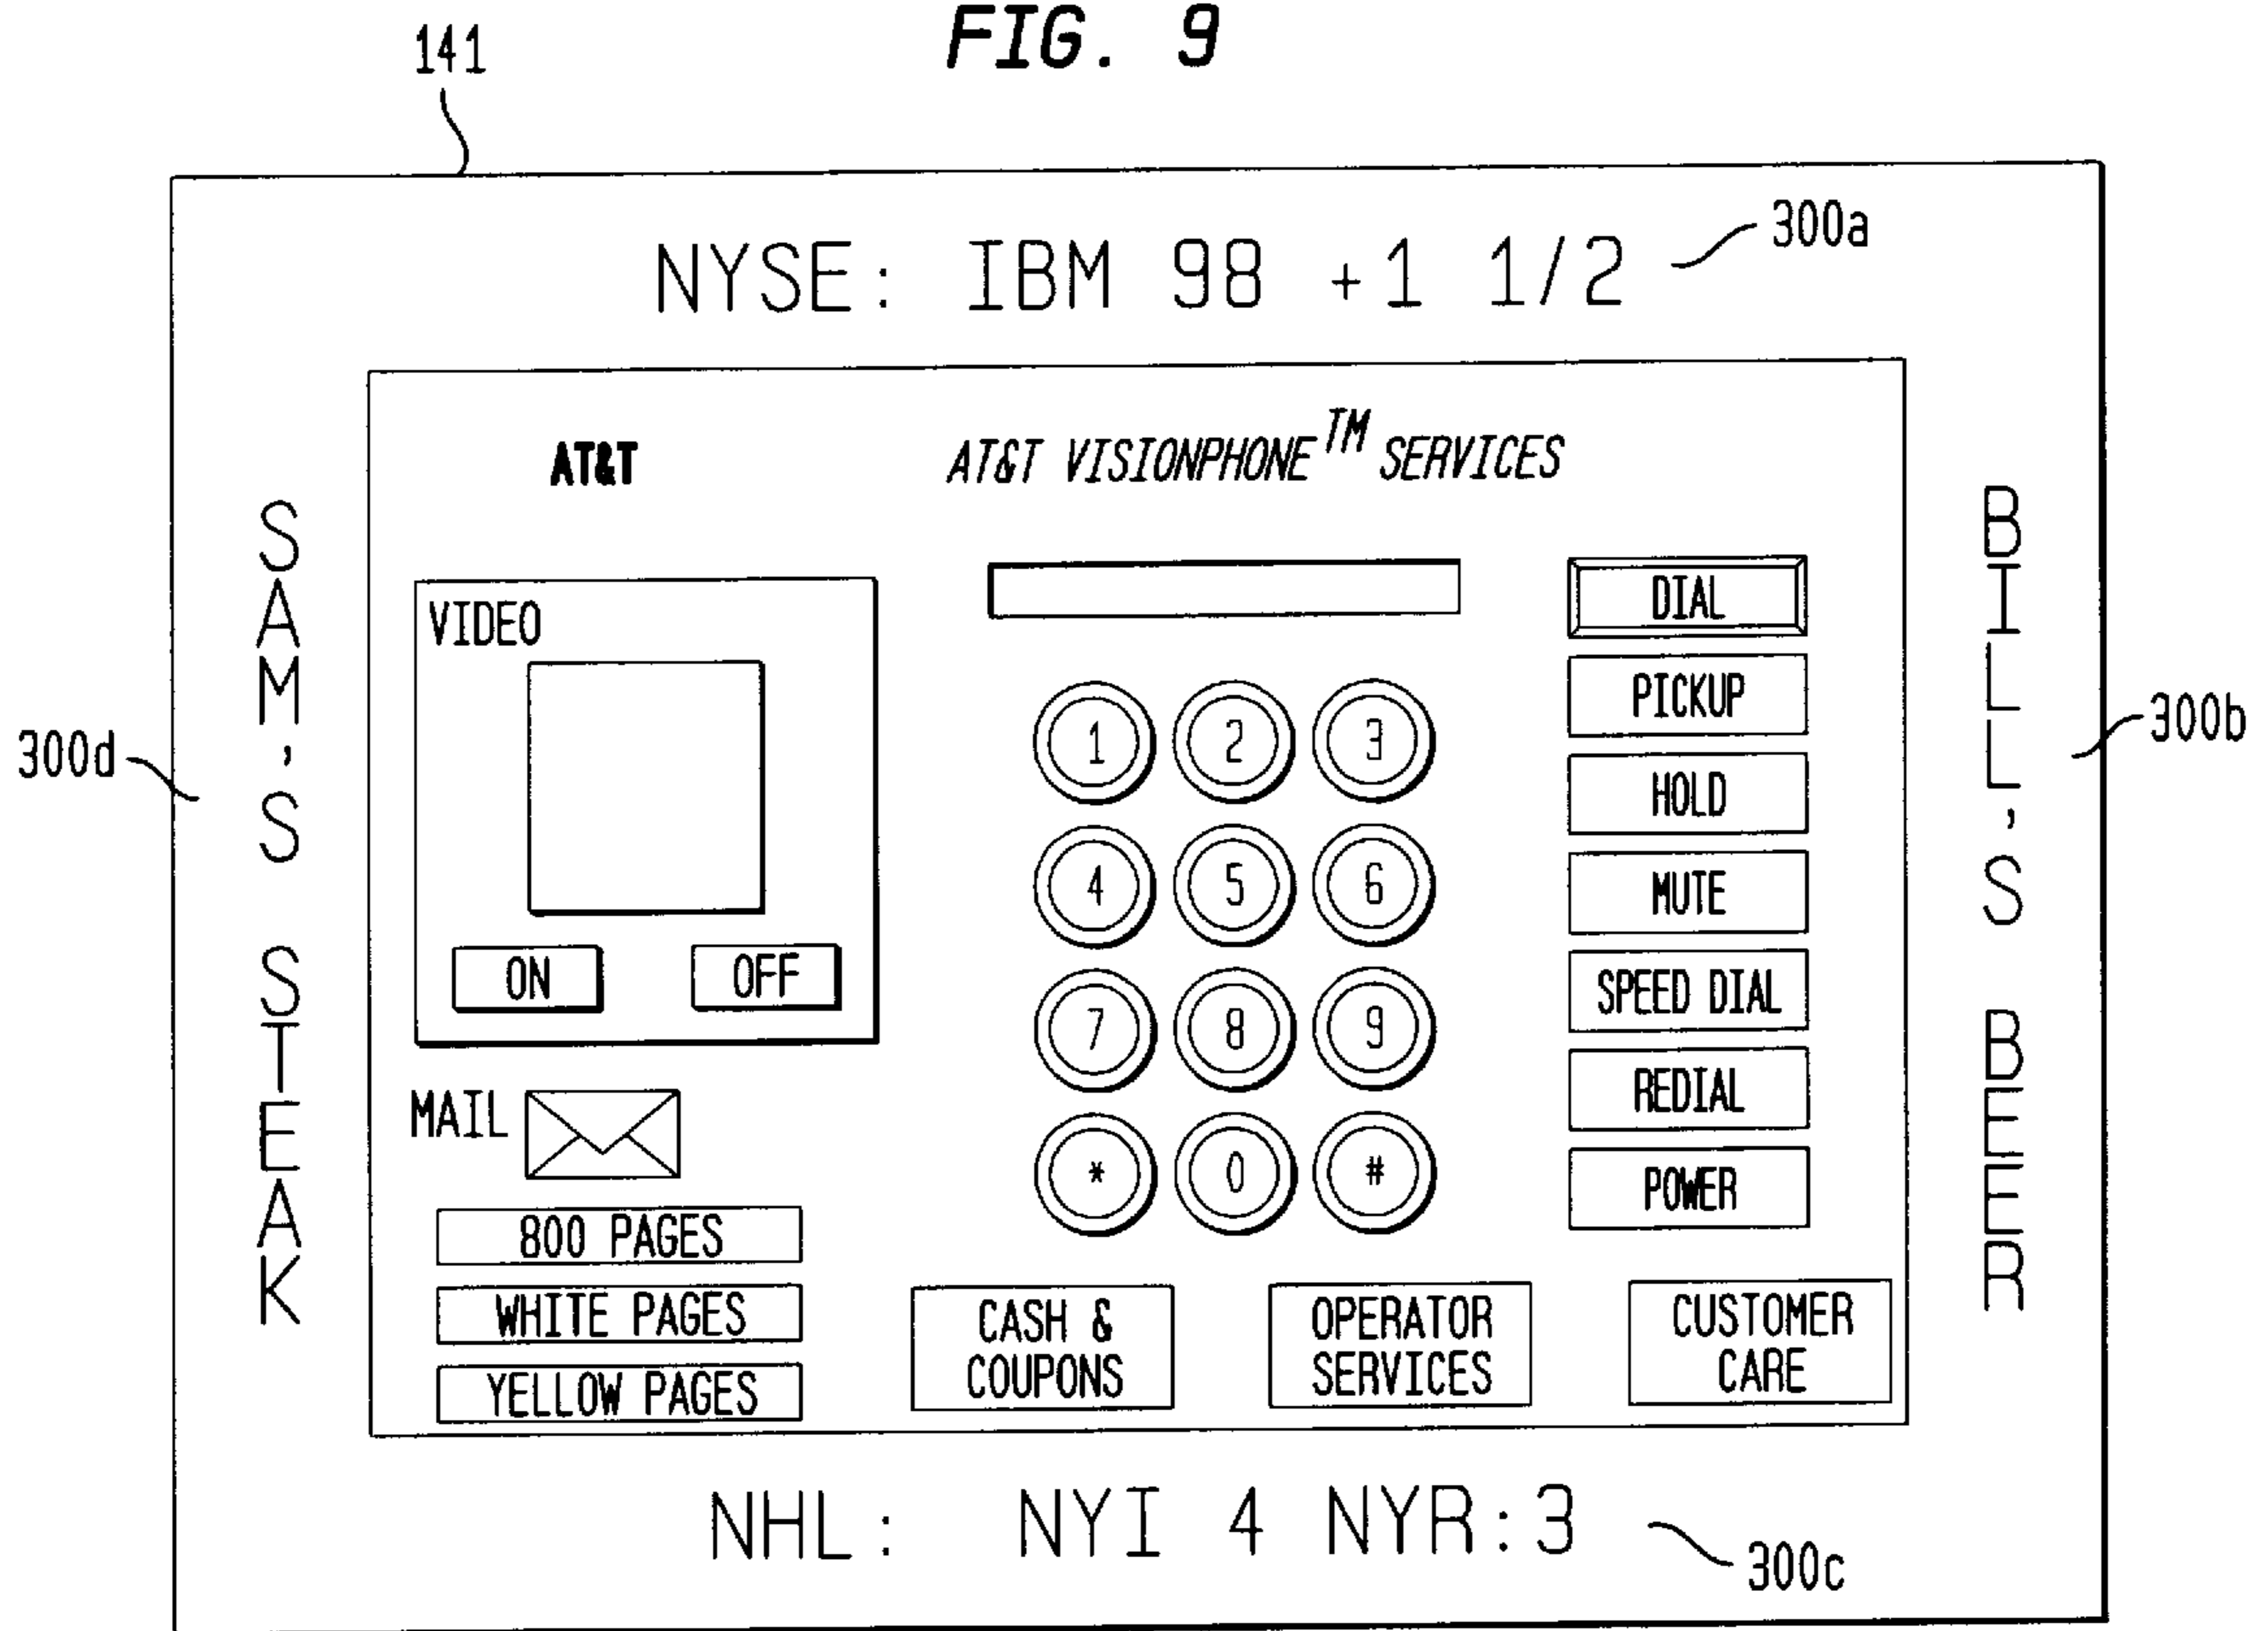 FIG. 9
141
NYSE: IBM 98 +1 1/2
300a
AT&T
AT&T VISIONPHONE™ SERVICES
SAM'S STEAK
300d
BILL'S BEER
300b
VIDEO
ON
OFF
MAIL
800 PAGES
WHITE PAGES
YELLOW PAGES
1 2 3
4 5 6
7 8 9
* 0 #
DIAL
PICKUP
HOLD
MUTE
SPEED DIAL
REDIAL
POWER
CASH &
COUPONS
OPERATOR
SERVICES
CUSTOMER
CARE
NHL: NYI 4 NYR:3
300c